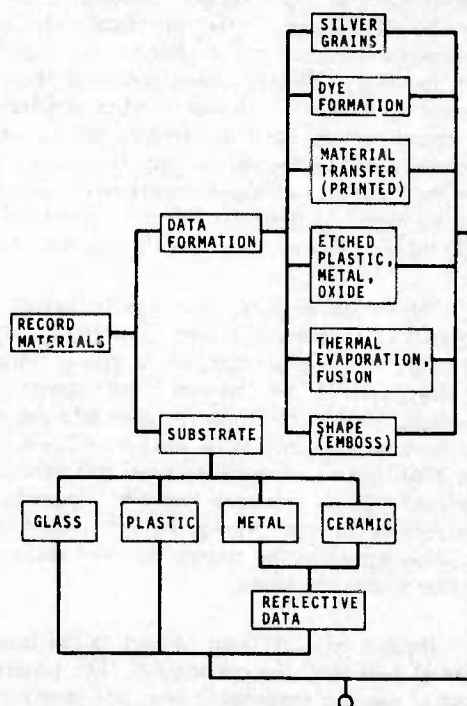 SILVER
GRAINS
DYE
FORMATION
MATERIAL
TRANSFER
(PRINTED)
DATA
FORMATION
ETCHED
PLASTIC,
METAL,
OXIDE
RECORD
MATERIALS
THERMAL
EVAPORATION,
FUSION
SUBSTRATE
SHAPE
(EMBOSS)
GLASS
PLASTIC
METAL
CERAMIC
REFLECTIVE
DATA